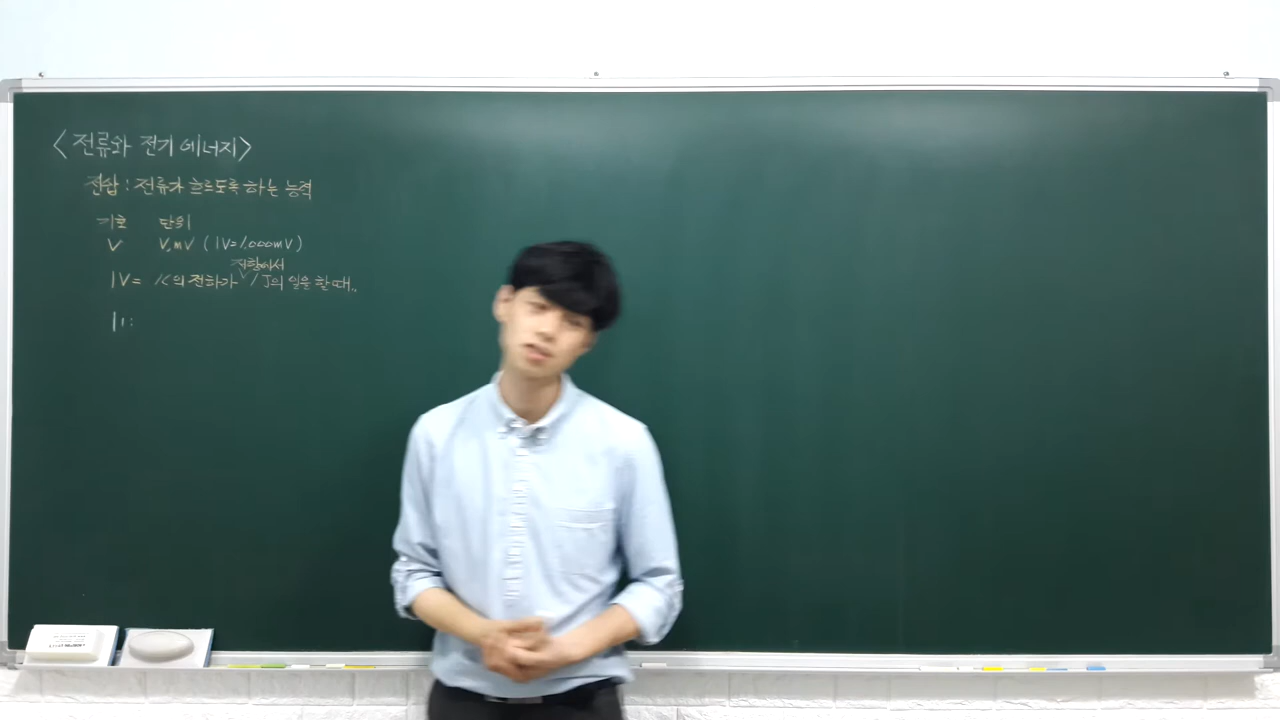 <전류와 전기 에너지>
전압 : 전류가 흐르도록 하는 능력
기호 단위
V V, mV ( 1V=1,000mV )
저항에서
1V= 1C의 전하가 ∨ 1J의 일을 할 때..